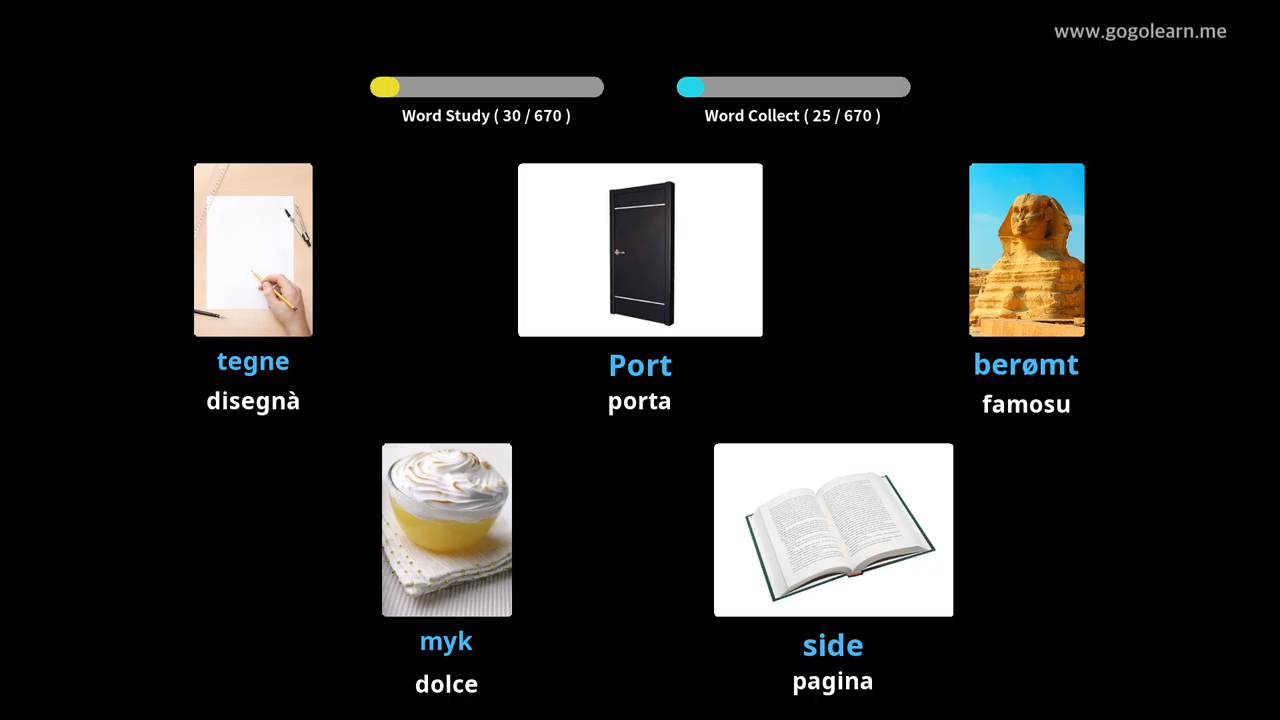 www.gogolearn.me
Word Study ( 30 / 670 )
Word Collect ( 25 / 670 )
tegne
disegnà
Port
porta
berømt
famosu
myk
dolce
side
pagina